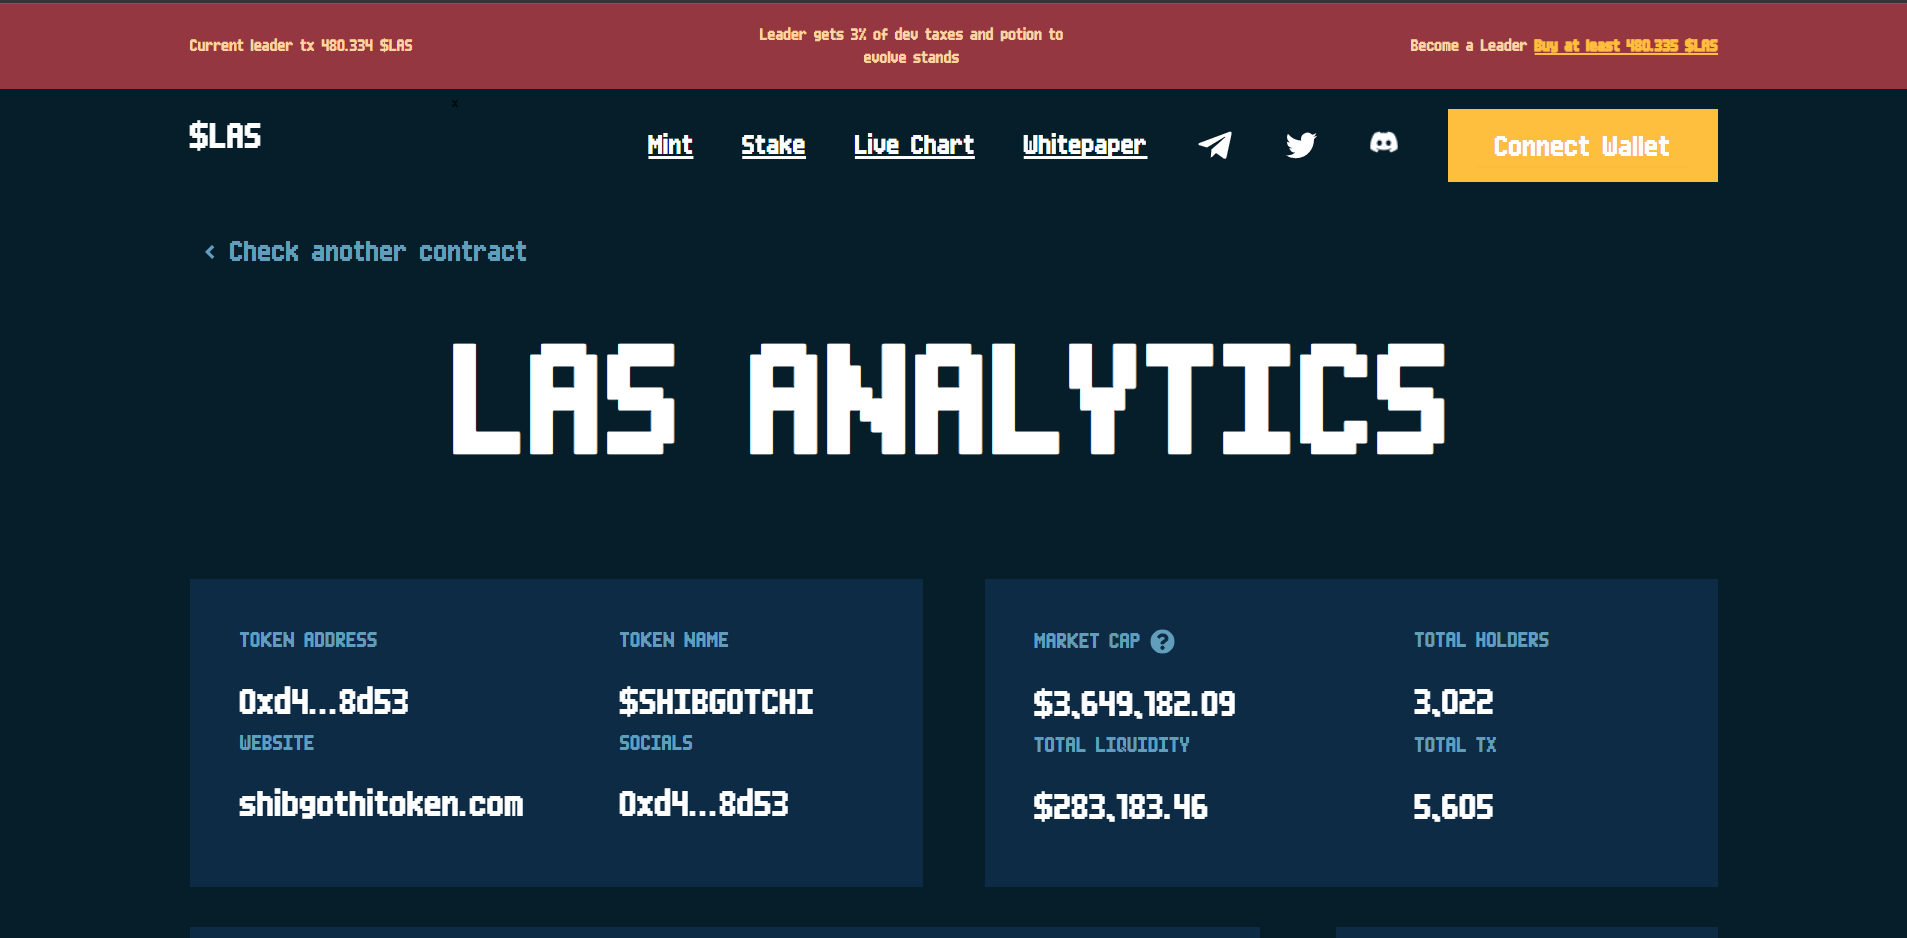 Current leader tx 480.334 $LAS
Leader gets 3% of dev taxes and potion to
evolve stands
Become a Leader Buy at least 480.335 $LAS
x
$LAS
Mint Stake Live Chart Whitepaper Connect Wallet
< Check another contract
LAS ANALYTICS
TOKEN ADDRESS TOKEN NAME
0xd4...8d53 $SHIBGOTCHI
WEBSITE SOCIALS
shibgothitoken.com 0xd4...8d53
MARKET CAP ? TOTAL HOLDERS
$3,649,182.09 3,022
TOTAL LIQUIDITY TOTAL TX
$283,183.46 5,605